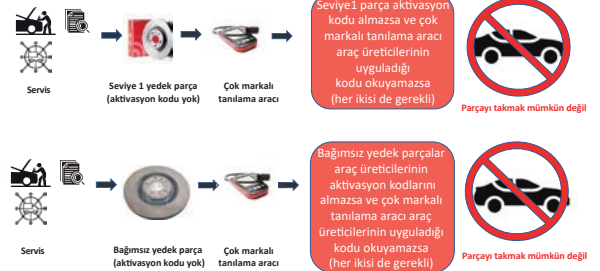 Seviye1 parça aktivasyon
kodu almazsa ve çok
markalı tanılama aracı
araç üreticilerinin
uyguladığı
kodu okuyamazsa
(her ikisi de gerekli)
Servis
Seviye 1 yedek parça
(aktivasyon kodu yok)
Çok markalı
tanılama aracı
Parçayı takmak mümkün değil
Bağımsız yedek parçalar
araç üreticilerinin
aktivasyon kodlarını
almazsa ve çok markalı
tanılama aracı araç
üreticilerinin uyguladığı
kodu okuyamazsa
(her ikisi de gerekli)
Servis
Bağımsız yedek parça
(aktivasyon kodu yok)
Çok markalı
tanılama aracı
Parçayı takmak mümkün değil